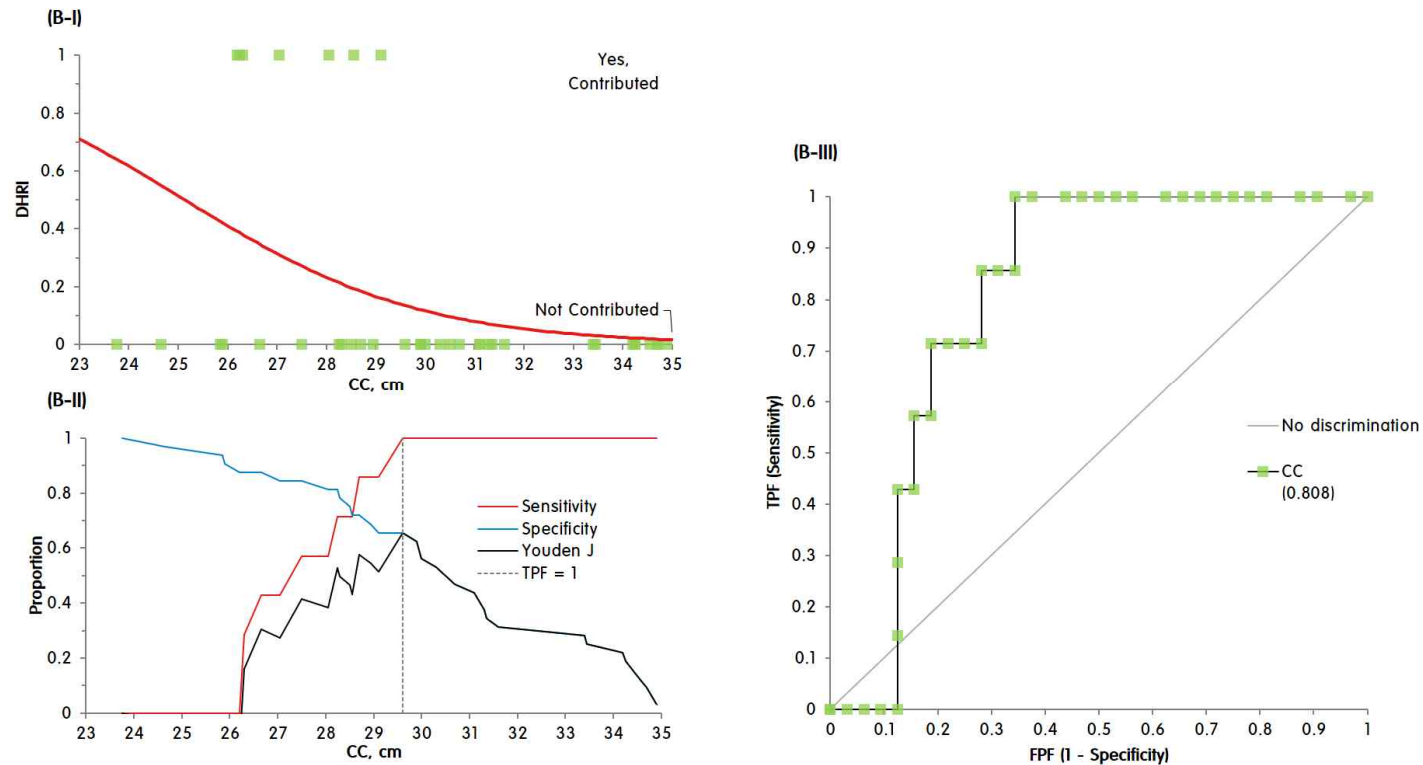 (B-I)
1
0.8
0.6
0.4
0.2
0
DHRI
Yes,
Contributed
Not Contributed
23 24 25 26 27 28 29 30 31 32 33 34 35
CC, cm
(B-II)
1
0.8
0.6
0.4
0.2
0
Proportion
Sensitivity
Specificity
Youden J
TPF = 1
23 24 25 26 27 28 29 30 31 32 33 34 35
CC, cm
(B-III)
1
0.9
0.8
0.7
0.6
0.5
0.4
0.3
0.2
0.1
0
TPF (Sensitivity)
No discrimination
CC
(0.808)
0 0.1 0.2 0.3 0.4 0.5 0.6 0.7 0.8 0.9 1
FPF (1 - Specificity)